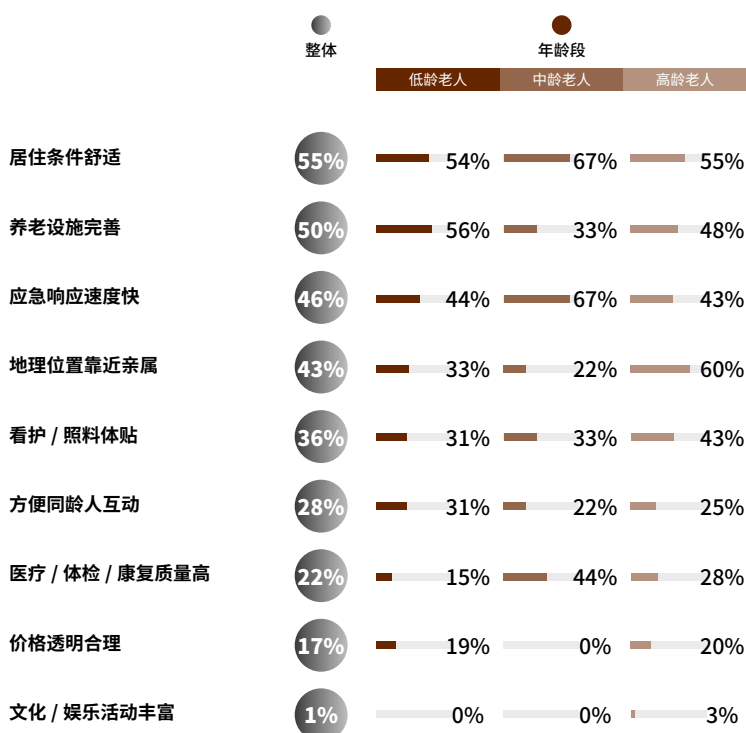 整体 年龄段
低龄老人 中龄老人 高龄老人
居住条件舒适 55% 54% 67% 55%
养老设施完善 50% 56% 33% 48%
应急响应速度快 46% 44% 67% 43%
地理位置靠近亲属 43% 33% 22% 60%
看护 / 照料体贴 36% 31% 33% 43%
方便同龄人互动 28% 31% 22% 25%
医疗 / 体检 / 康复质量高 22% 15% 44% 28%
价格透明合理 17% 19% 0% 20%
文化 / 娱乐活动丰富 1% 0% 0% 3%